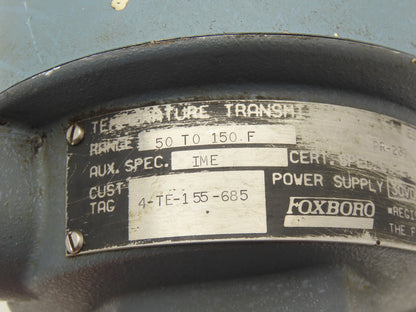 TEMPERATURE TRANSMI
RANGE 50 TO 150 F
AUX. SPEC. IME CERT. SPEC.
CUST. TAG 4-TE-155-685
POWER SUPPLY
FOXBORO